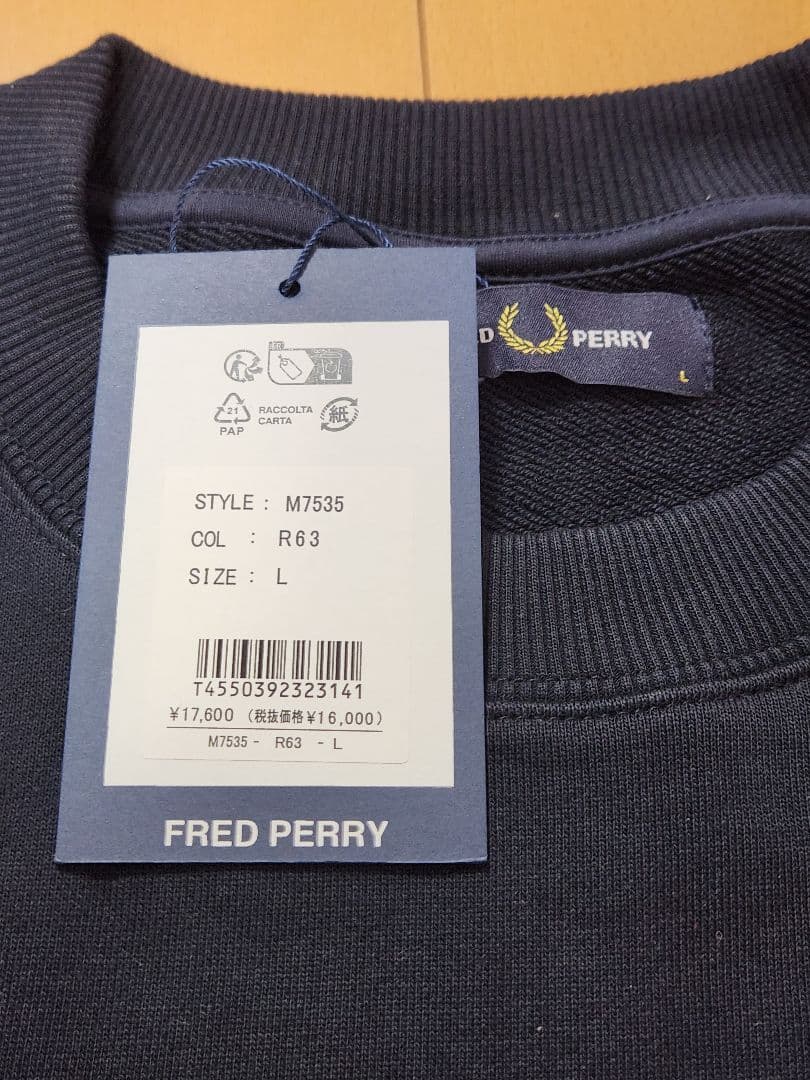 D PERRY
L
21
PAP
RACCOLTA
CARTA
紙
STYLE : M7535
COL : R63
SIZE : L
T4550392323141
¥17,600 (税抜価格¥16,000)
M7535 - R63 - L
FRED PERRY